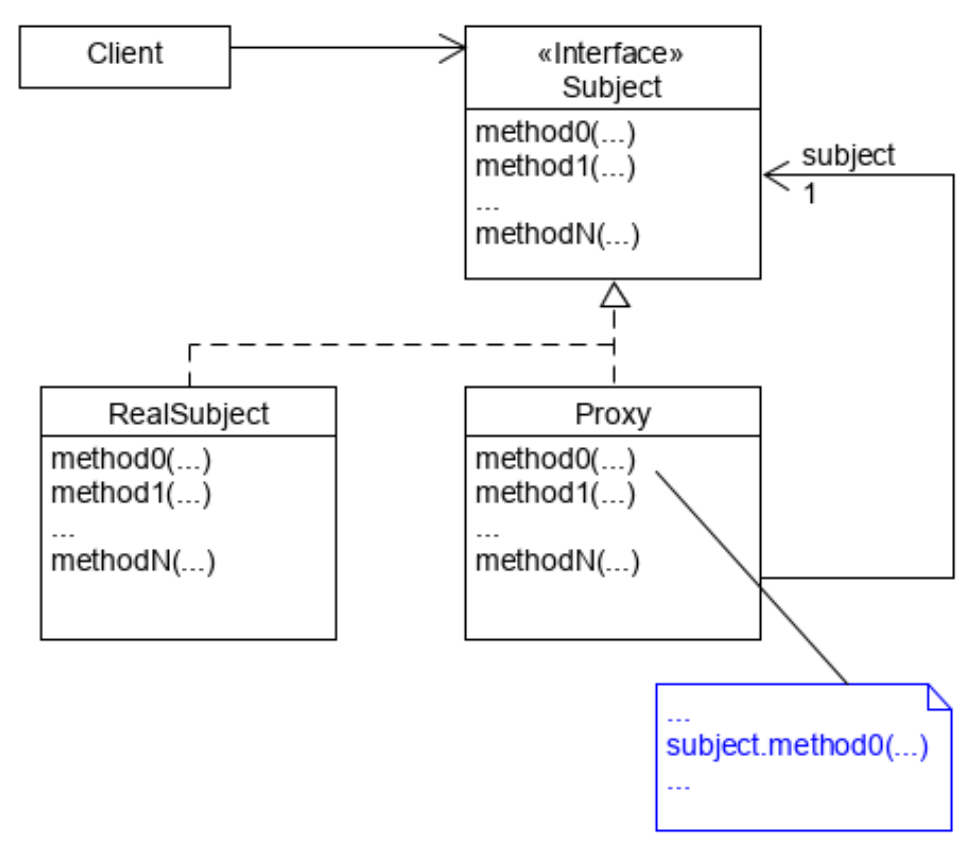 Client
«Interface»
Subject
method0(...)
method1(...)
...
methodN(...)
subject
1
RealSubject
method0(...)
method1(...)
...
methodN(...)
Proxy
method0(...)
method1(...)
...
methodN(...)
...
subject.method0(...)
...